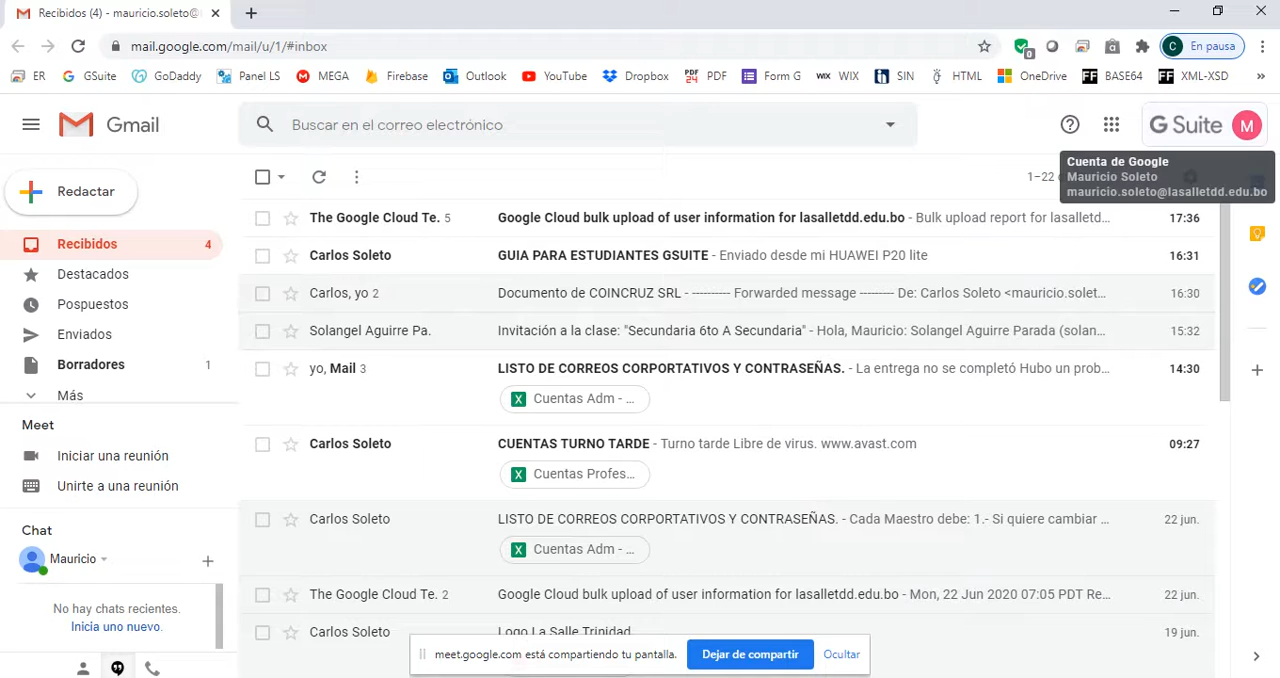 Recibidos (4) - mauricio.soleto@
mail.google.com/mail/u/1/#inbox
0
C En pausa
ER GSuite GoDaddy Panel LS MEGA Firebase Outlook YouTube Dropbox PDF Form G WIX SIN HTML OneDrive BASE64 XML-XSD »
Gmail
Buscar en el correo electrónico
G Suite M
Cuenta de Google
Mauricio Soleto
mauricio.soleto@lasalletdd.edu.bo
Redactar
1–22
The Google Cloud Te. 5 Google Cloud bulk upload of user information for lasalletdd.edu.bo - Bulk upload report for lasalletd... 17:36
Recibidos 4
Carlos Soleto GUIA PARA ESTUDIANTES GSUITE - Enviado desde mi HUAWEI P20 lite 16:31
Destacados
Carlos, yo 2 Documento de COINCRUZ SRL - ---------- Forwarded message --------- De: Carlos Soleto <mauricio.solet... 16:30
Pospuestos
Solangel Aguirre Pa. Invitación a la clase: "Secundaria 6to A Secundaria" - Hola, Mauricio: Solangel Aguirre Parada (solan... 15:32
Enviados
Borradores 1
yo, Mail 3 LISTO DE CORREOS CORPORTATIVOS Y CONTRASEÑAS. - La entrega no se completó Hubo un prob... 14:30
Más
Cuentas Adm - ...
Meet
Iniciar una reunión
Unirte a una reunión
Carlos Soleto CUENTAS TURNO TARDE - Turno tarde Libre de virus. www.avast.com 09:27
Cuentas Profes...
Chat
Mauricio
Carlos Soleto LISTO DE CORREOS CORPORTATIVOS Y CONTRASEÑAS. - Cada Maestro debe: 1.- Si quiere cambiar ... 22 jun.
Cuentas Adm - ...
No hay chats recientes.
Inicia uno nuevo.
The Google Cloud Te. 2 Google Cloud bulk upload of user information for lasalletdd.edu.bo - Mon, 22 Jun 2020 07:05 PDT Re... 22 jun.
Carlos Soleto Logo La Salle Trinidad 19 jun.
meet.google.com está compartiendo tu pantalla. Dejar de compartir Ocultar